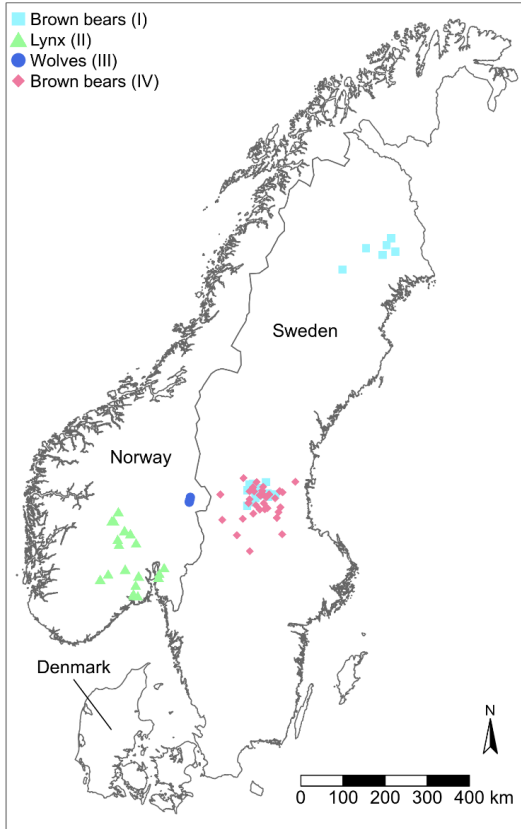 Brown bears (I)
Lynx (II)
Wolves (III)
Brown bears (IV)
Sweden
Norway
Denmark
N
0 100 200 300 400 km